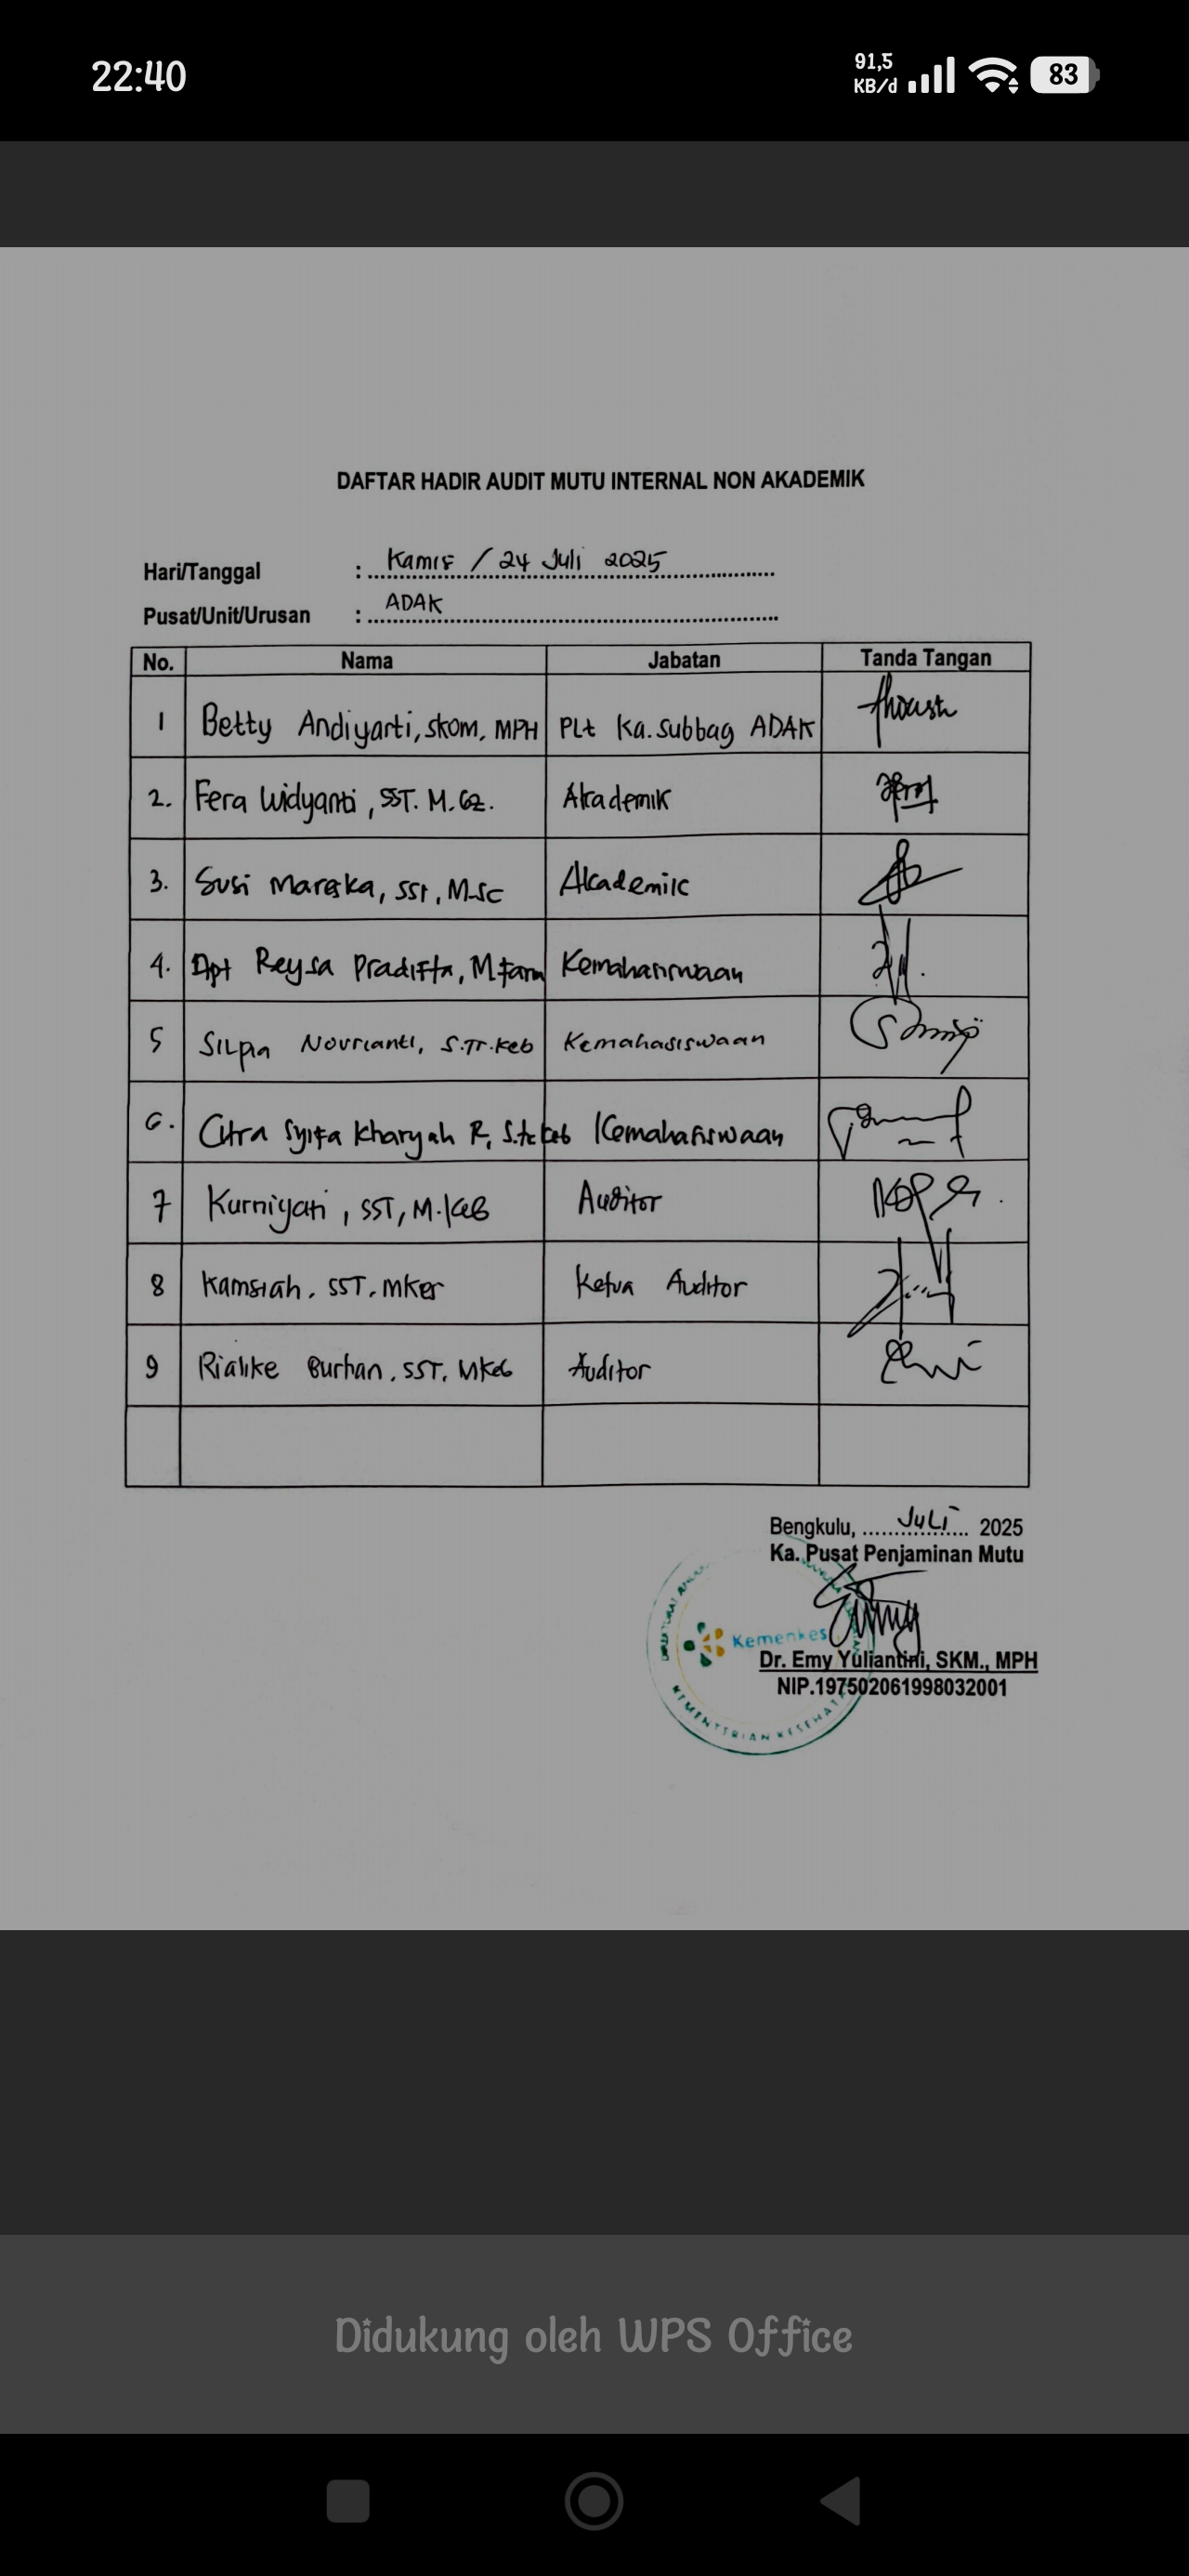 22:40
91,5
KB/d
83
DAFTAR HADIR AUDIT MUTU INTERNAL NON AKADEMIK
Hari/Tanggal : Kamis / 24 Juli 2025
Pusat/Unit/Urusan : ADAK
No. Nama Jabatan Tanda Tangan
1 Betty Andiyarti, SKom, MPH Plt Ka.Subbag ADAK
2. Fera Widyanti, SST. M.Gz. Akademik
3. Susi Mareka, SST, M.Sc Akademik
4. Apt Reysa Pradifta, M Farm Kemahasiswaan
5 Silpia Novrianti, S.Tr.Keb Kemahasiswaan
6. Citra Syifa Kharyah R, S.tr keb Kemahasiswaan
7 Kurniyati, SST, M.Keb Auditor
8 Kamsiah. SST. MKer Ketua Auditor
9 Rialike Burhan. SST. MKeb Auditor
Bengkulu, Juli 2025
Ka. Pusat Penjaminan Mutu
Kemenkes
Dr. Emy Yuliantini, SKM., MPH
NIP.197502061998032001
KEMENTERIAN KESEHATAN
Didukung oleh WPS Office